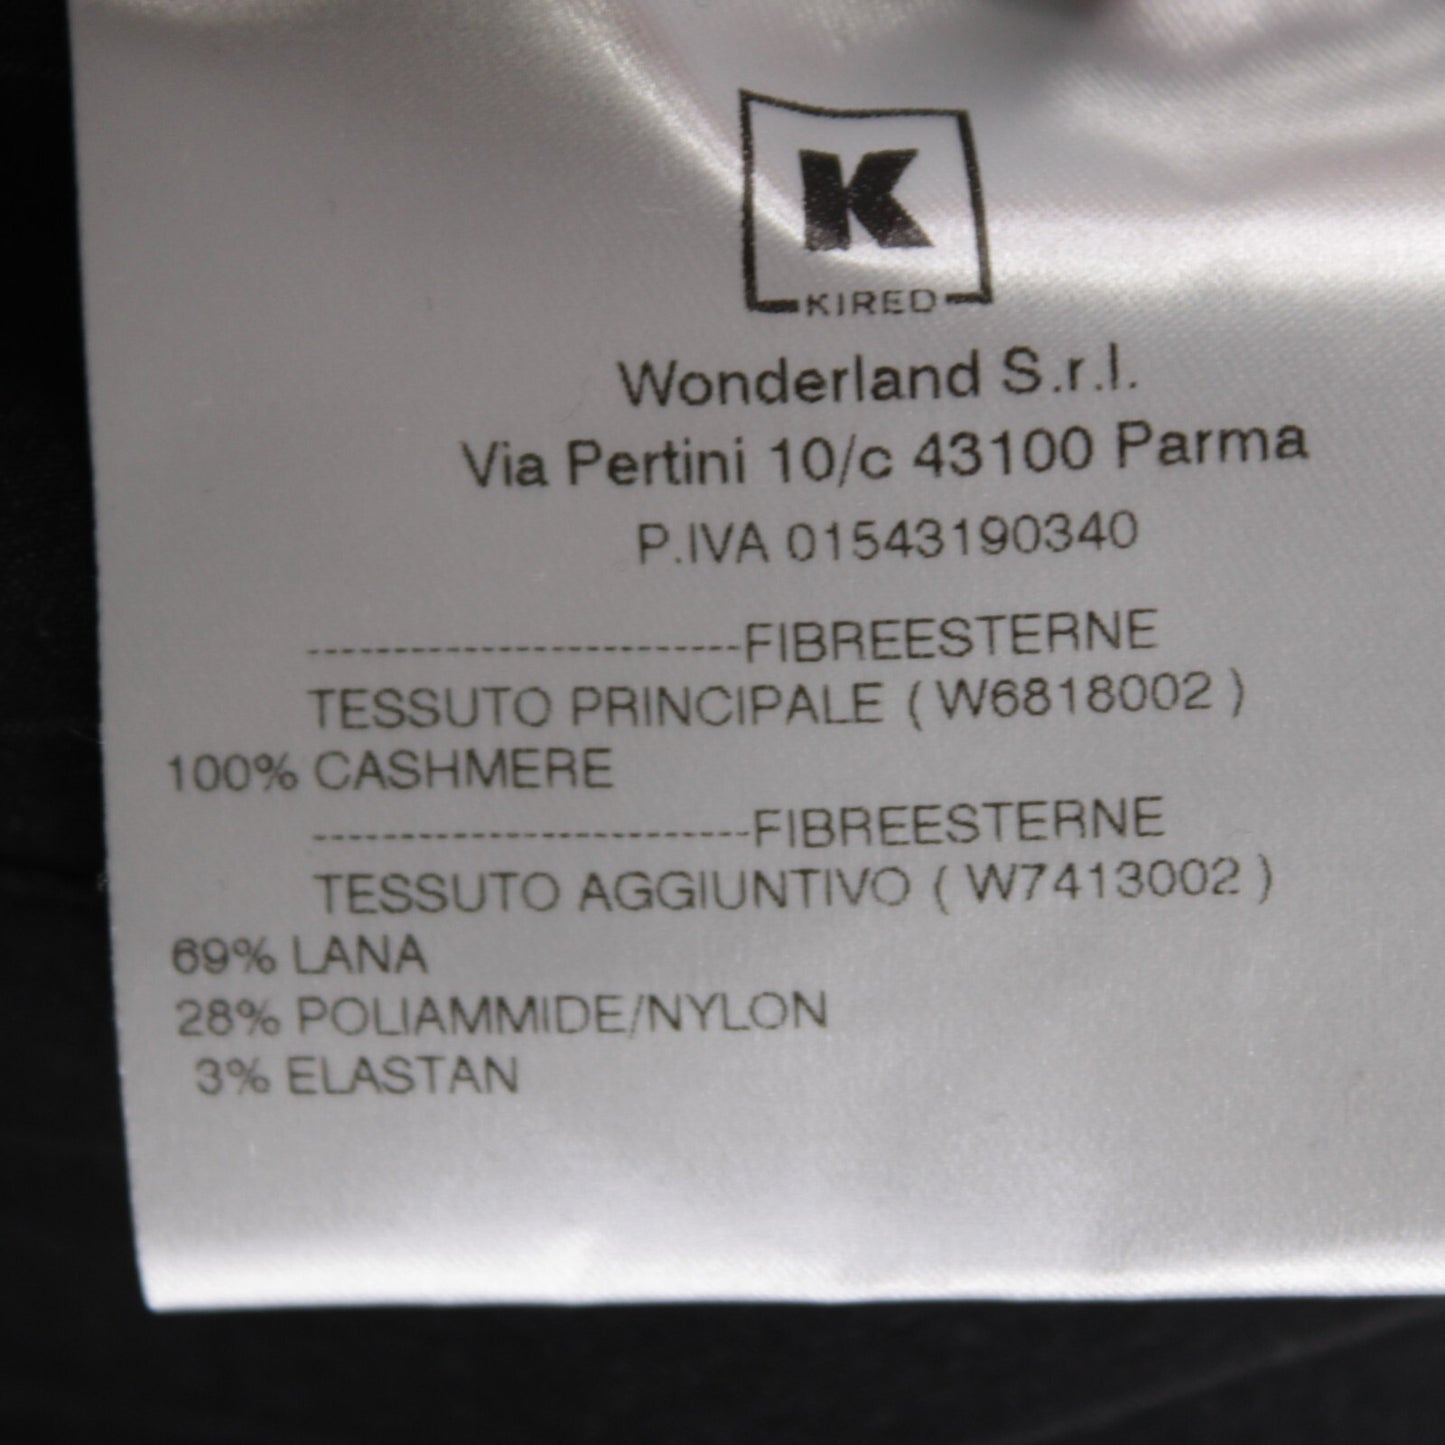 K
KIRED
Wonderland S.r.l.
Via Pertini 10/c 43100 Parma
P.IVA 01543190340
-------------------------FIBREESTERNE
TESSUTO PRINCIPALE ( W6818002 )
100% CASHMERE
-------------------------FIBREESTERNE
TESSUTO AGGIUNTIVO ( W7413002 )
69% LANA
28% POLIAMMIDE/NYLON
3% ELASTAN